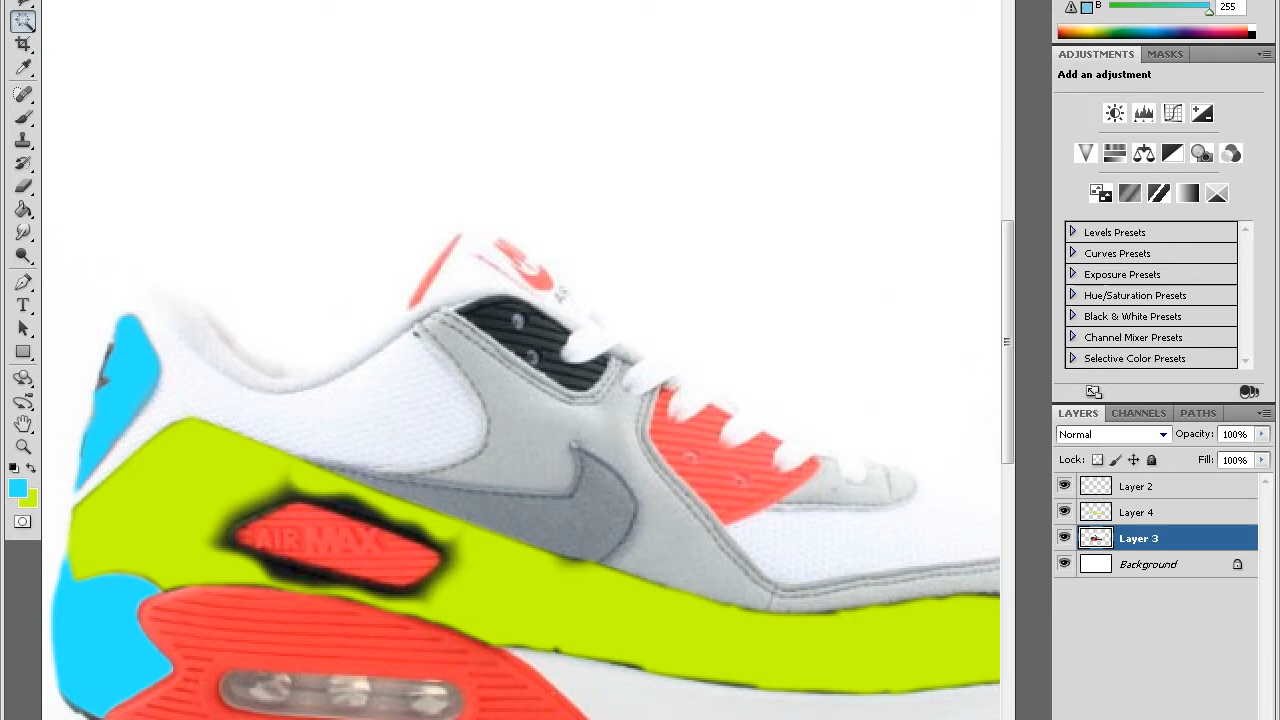 B 255
ADJUSTMENTS MASKS
Add an adjustment
Levels Presets
Curves Presets
Exposure Presets
Hue/Saturation Presets
Black & White Presets
Channel Mixer Presets
Selective Color Presets
LAYERS CHANNELS PATHS
Normal Opacity: 100%
Lock: Fill: 100%
Layer 2
Layer 4
Layer 3
Background
AIR
AIR MAX